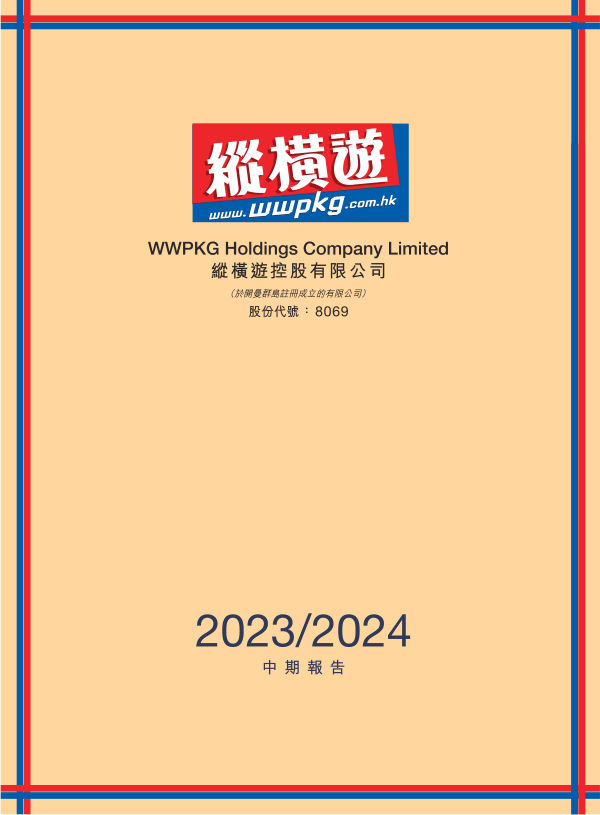 縱橫遊
www.wwpkg.com.hk
WWPKG Holdings Company Limited
縱橫遊控股有限公司
（於開曼群島註冊成立的有限公司）
股份代號：8069
2023/2024
中期報告